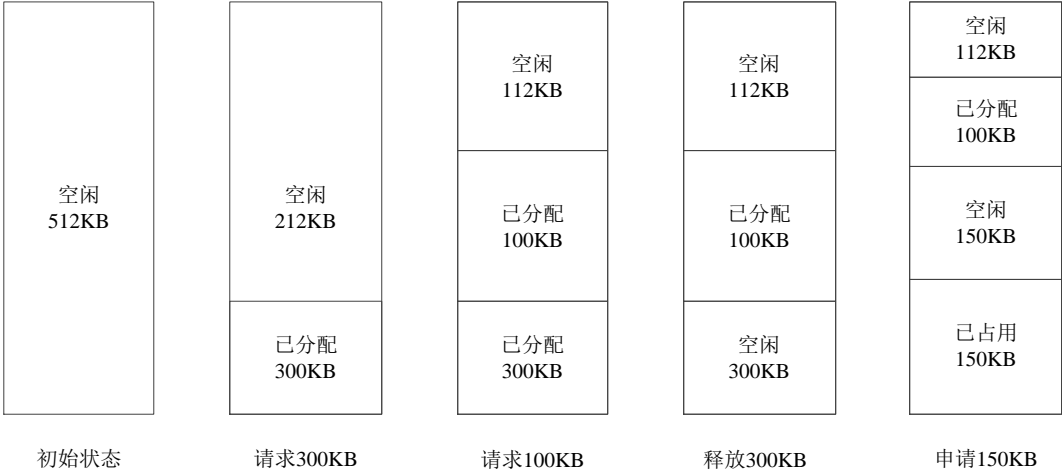 空闲
512KB
初始状态
空闲
212KB
已分配
300KB
请求300KB
空闲
112KB
已分配
100KB
已分配
300KB
请求100KB
空闲
112KB
已分配
100KB
空闲
300KB
释放300KB
空闲
112KB
已分配
100KB
空闲
150KB
已占用
150KB
申请150KB